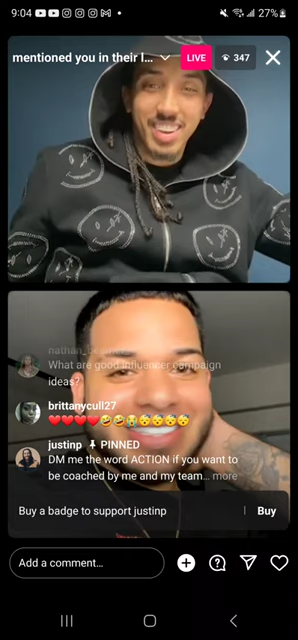 9:04
27%
mentioned you in their l...
LIVE
347
What are good influencer campaign
ideas?
brittanycull27
❤️❤️❤️❤️🤣🤣😭😴😴😴😴
justinp PINNED
DM me the word ACTION if you want to
be coached by me and my team... more
Buy a badge to support justinp
Buy
Add a comment...